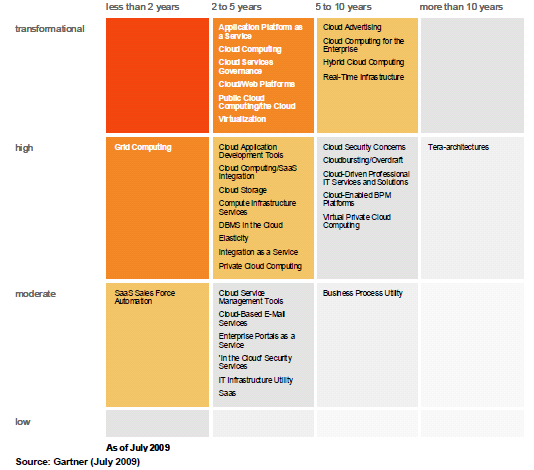 less than 2 years
2 to 5 years
5 to 10 years
more than 10 years
transformational
Application Platform as
a Service
Cloud Computing
Cloud Services
Governance
Cloud/Web Platforms
Public Cloud
Computing/the Cloud
Virtualization
Cloud Advertising
Cloud Computing for the
Enterprise
Hybrid Cloud Computing
Real-Time Infrastructure
high
Grid Computing
Cloud Application
Development Tools
Cloud Computing/SaaS
Integration
Cloud Storage
Compute Infrastructure
Services
DBMS in the Cloud
Elasticity
Integration as a Service
Private Cloud Computing
Cloud Security Concerns
Cloudbursting/Overdraft
Cloud-Driven Professional
IT Services and Solutions
Cloud-Enabled BPM
Platforms
Virtual Private Cloud
Computing
Tera-architectures
moderate
SaaS Sales Force
Automation
Cloud Service
Management Tools
Cloud-Based E-Mail
Services
Enterprise Portals as a
Service
'In the Cloud' Security
Services
IT Infrastructure Utility
Saas
Business Process Utility
low
As of July 2009
Source: Gartner (July 2009)